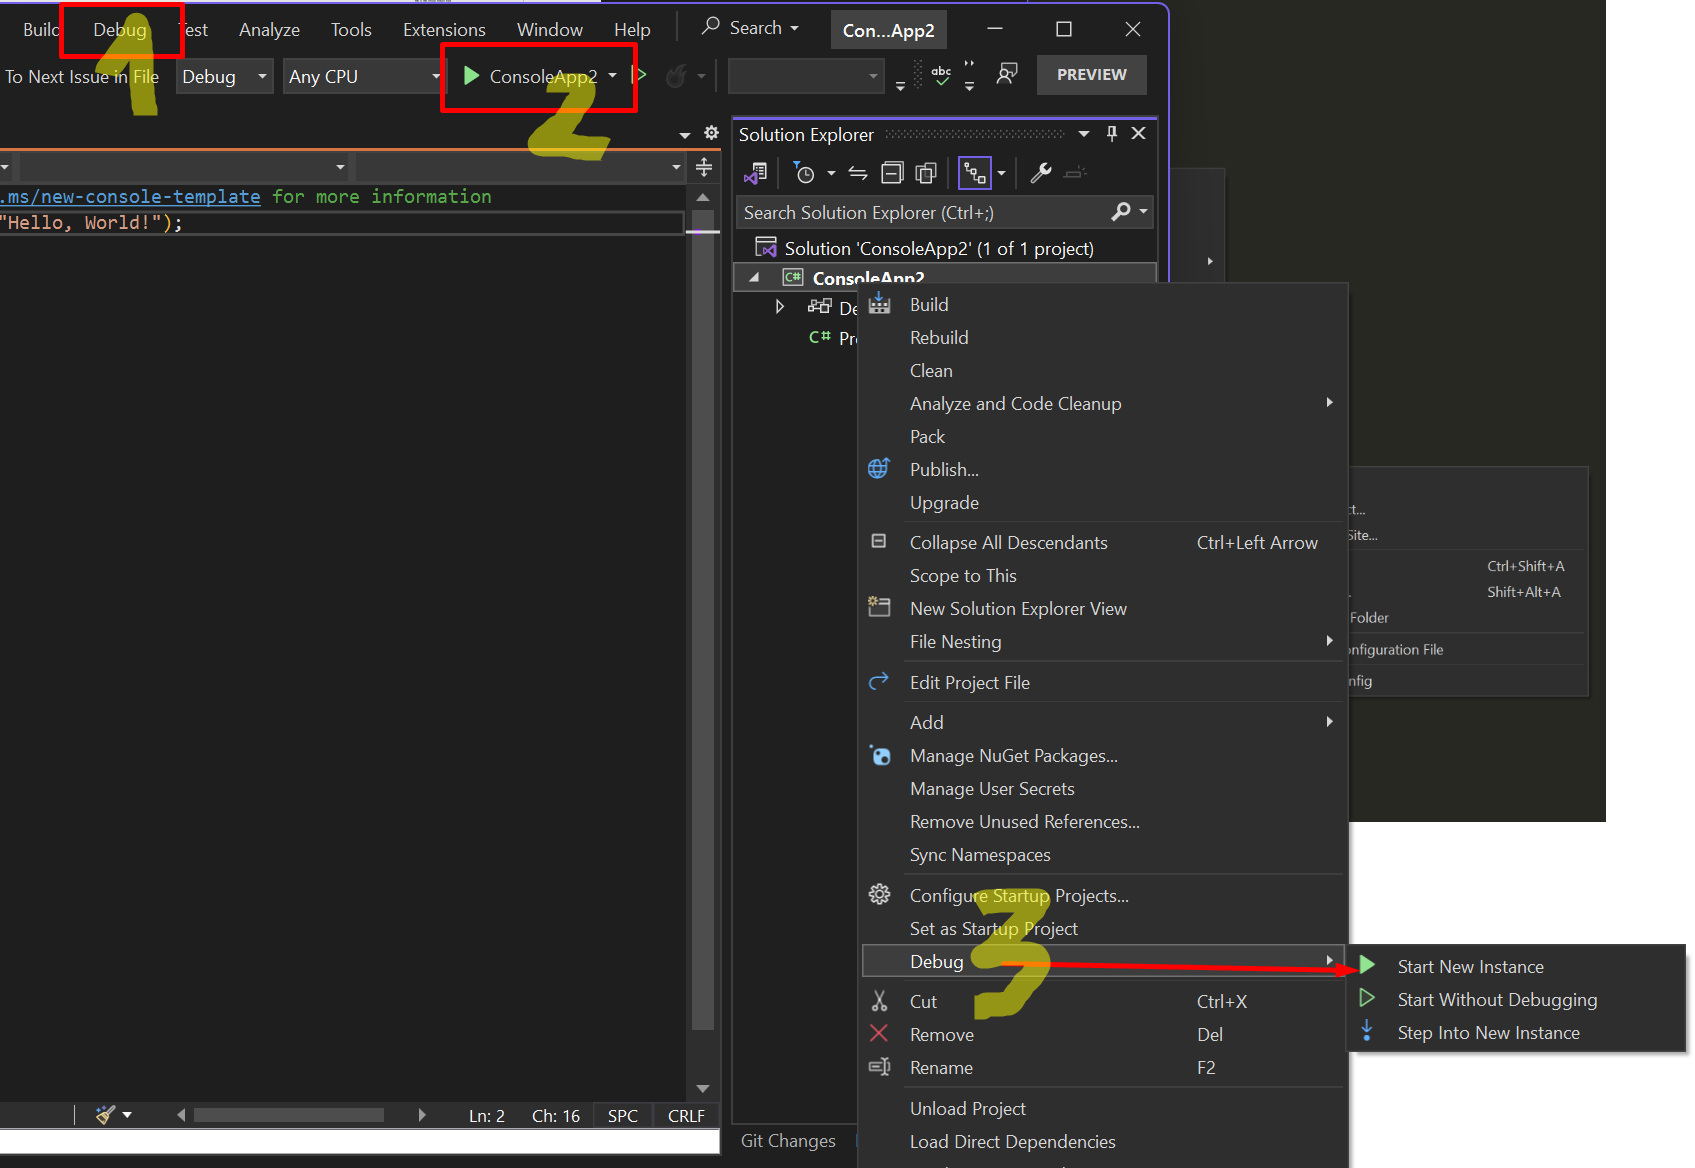 Build Debug Test Analyze Tools Extensions Window Help Search Con...App2
To Next Issue in File Debug Any CPU ConsoleApp2 abc PREVIEW
1
2
Solution Explorer
.ms/new-console-template for more information
"Hello, World!");
Search Solution Explorer (Ctrl+;)
Solution 'ConsoleApp2' (1 of 1 project)
C# ConsoleApp2
De
C# Pr
Build
Rebuild
Clean
Analyze and Code Cleanup
Pack
Publish...
Upgrade
Collapse All Descendants Ctrl+Left Arrow
Scope to This
New Solution Explorer View
File Nesting
Edit Project File
Add
Manage NuGet Packages...
Manage User Secrets
Remove Unused References...
Sync Namespaces
Configure Startup Projects...
Set as Startup Project
Debug
3
Cut Ctrl+X
Remove Del
Rename F2
Unload Project
Load Direct Dependencies
Start New Instance
Start Without Debugging
Step Into New Instance
ct...
Site...
Ctrl+Shift+A
Shift+Alt+A
Folder
onfiguration File
nfig
Ln: 2 Ch: 16 SPC CRLF
Git Changes